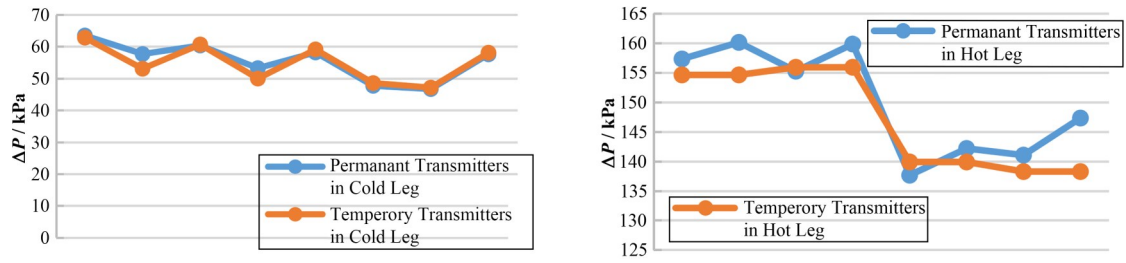 70
60
50
40
30
20
10
0
ΔP / kPa
Permanant Transmitters
in Cold Leg
Temperory Transmitters
in Cold Leg
165
160
155
150
145
140
135
130
125
ΔP / kPa
Permanant Transmitters
in Hot Leg
Temperory Transmitters
in Hot Leg